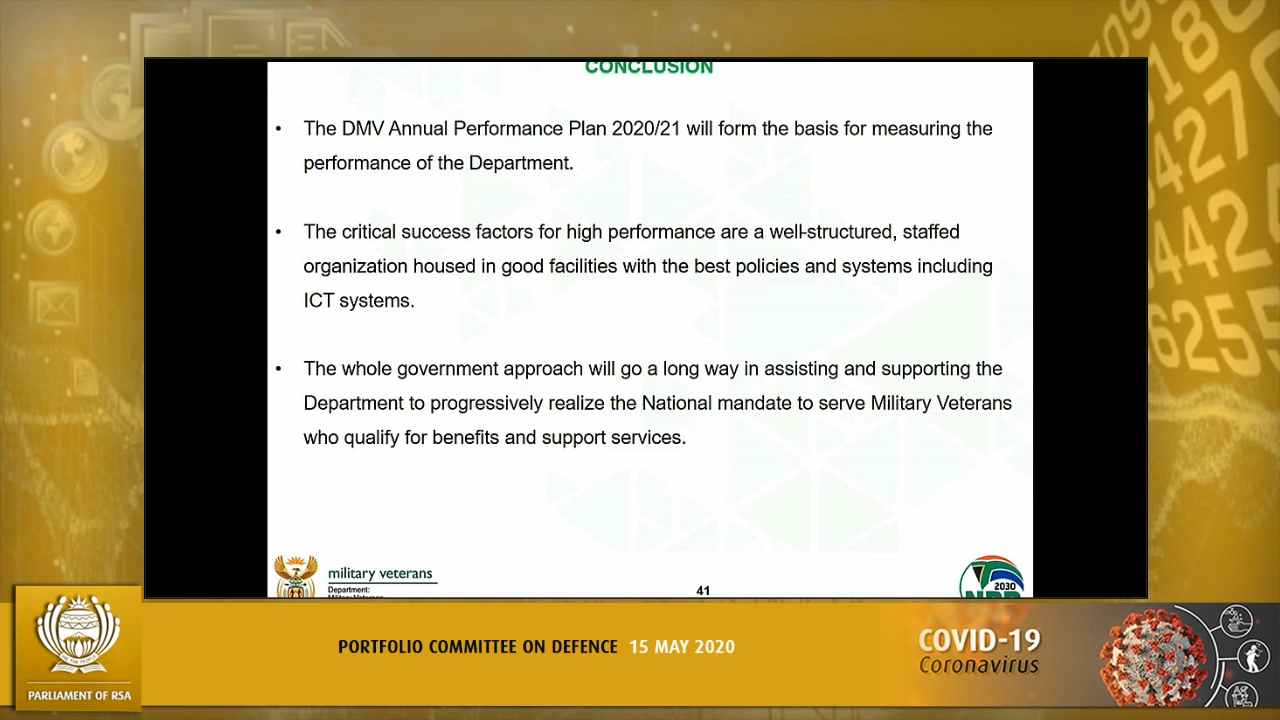 CONCLUSION
• The DMV Annual Performance Plan 2020/21 will form the basis for measuring the
performance of the Department.
• The critical success factors for high performance are a well-structured, staffed
organization housed in good facilities with the best policies and systems including
ICT systems.
• The whole government approach will go a long way in assisting and supporting the
Department to progressively realize the National mandate to serve Military Veterans
who qualify for benefits and support services.
military veterans
Department:
Military Veterans
41
2030
NDP
PARLIAMENT OF RSA
PORTFOLIO COMMITTEE ON DEFENCE 15 MAY 2020
COVID-19
Coronavirus